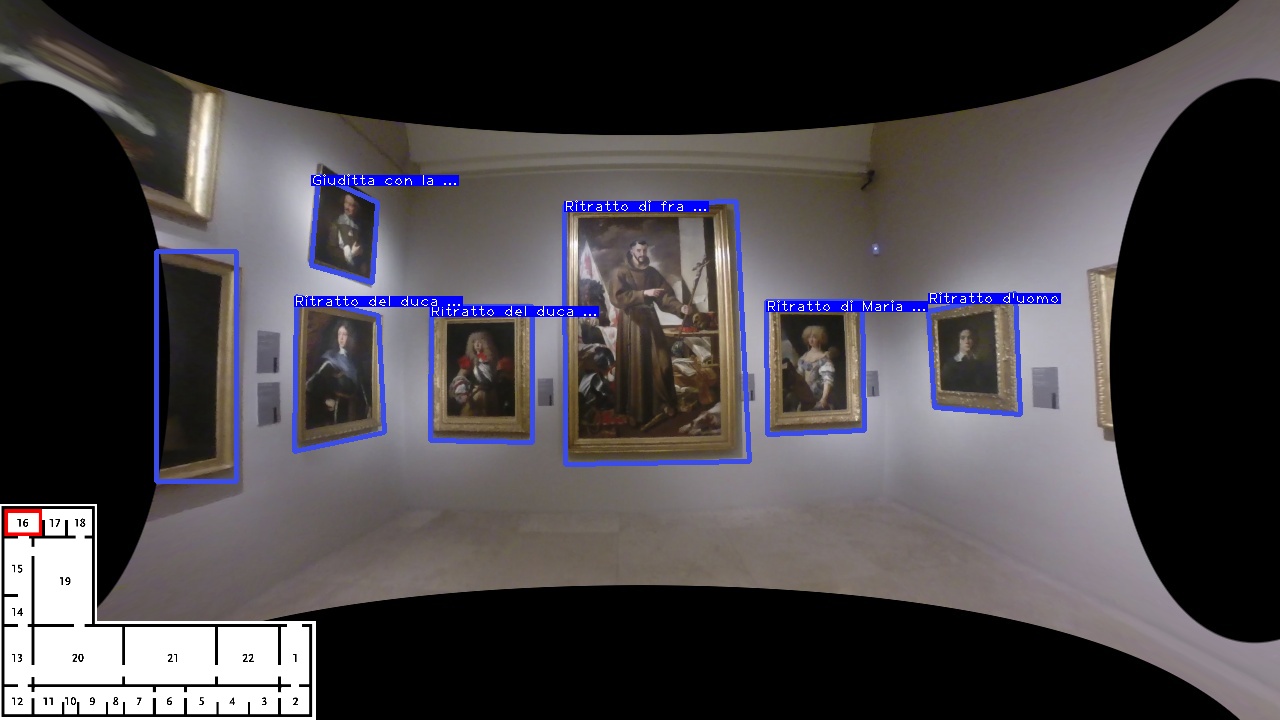 Giuditta con la ...
Ritratto di fra ...
Ritratto del duca ...
Ritratto del duca ...
Ritratto di Maria ...
Ritratto d'uomo
16 17 18
15 19
14
13 20 21 22 1
12 11 10 9 8 7 6 5 4 3 2